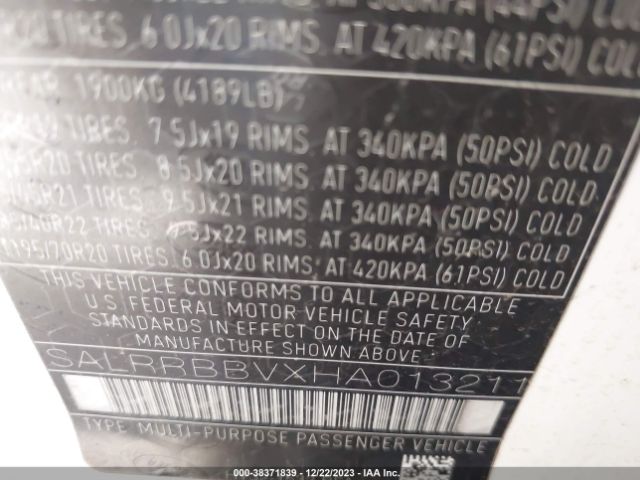 TIRES 6 0Jx20 RIMS. AT 420KPA (61PSI) COLD
REAR 1900KG (4189LB)
TIRES. 7 5Jx19 RIMS. AT 340KPA (50PSI) COLD
TIRES. 8.5Jx20 RIMS. AT 340KPA (50PSI) COLD
TIRES. 9.5Jx21 RIMS. AT 340KPA (50PSI) COLD
TIRES. 5Jx22 RIMS. AT 340KPA (50PSI) COLD
T195/70R20 TIRES. 6 0Jx20 RIMS. AT 420KPA (61PSI) COLD
THIS VEHICLE CONFORMS TO ALL APPLICABLE
U.S. FEDERAL MOTOR VEHICLE SAFETY
STANDARDS IN EFFECT ON THE DATE OF
MANUFACTURE SHOWN ABOVE.
SALRRBBVXHA013211
TYPE MULTI-PURPOSE PASSENGER VEHICLE
000-38371839 - 12/22/2023 - IAA Inc.